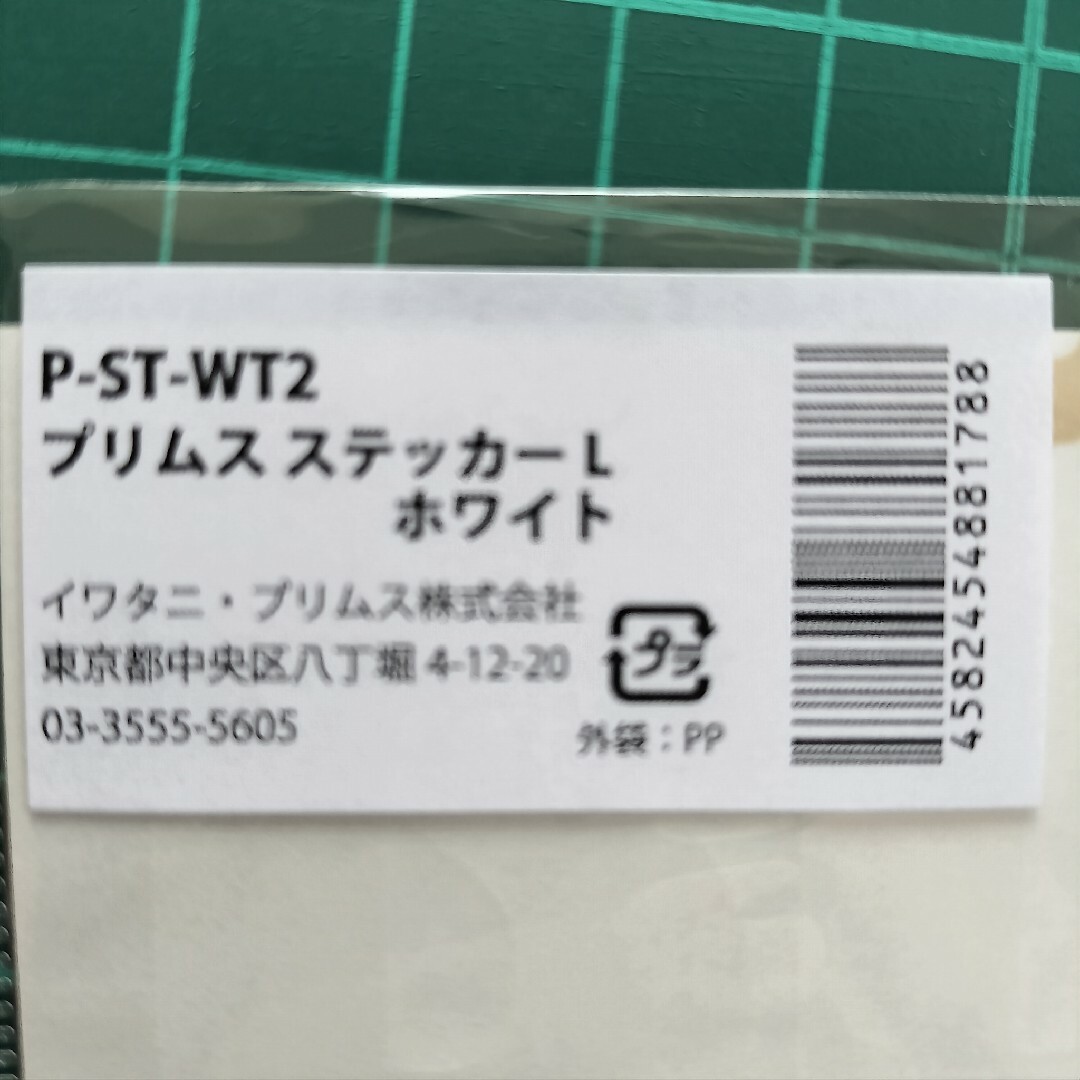 P-ST-WT2
プリムス ステッカー L
ホワイト
イワタニ・プリムス株式会社
東京都中央区八丁堀 4-12-20
03-3555-5605
プラ
外袋：PP
4582454881788